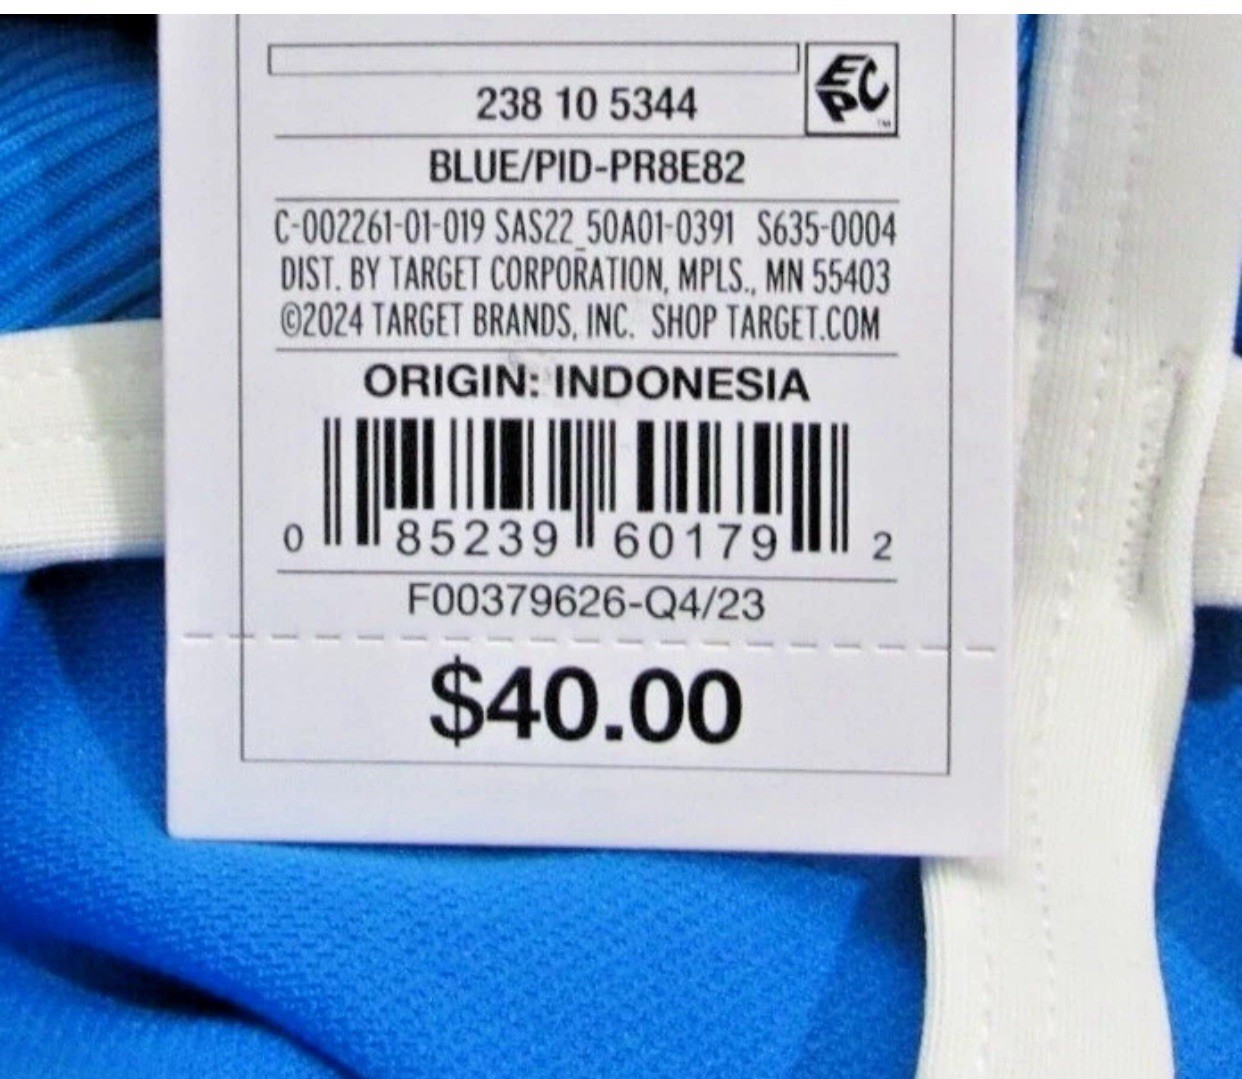 EPC ™
238 10 5344
BLUE/PID-PR8E82
C-002261-01-019 SAS22_50A01-0391 S635-0004
DIST. BY TARGET CORPORATION, MPLS., MN 55403
©2024 TARGET BRANDS, INC. SHOP TARGET.COM
ORIGIN: INDONESIA
0 85239 60179 2
F00379626-Q4/23
$40.00